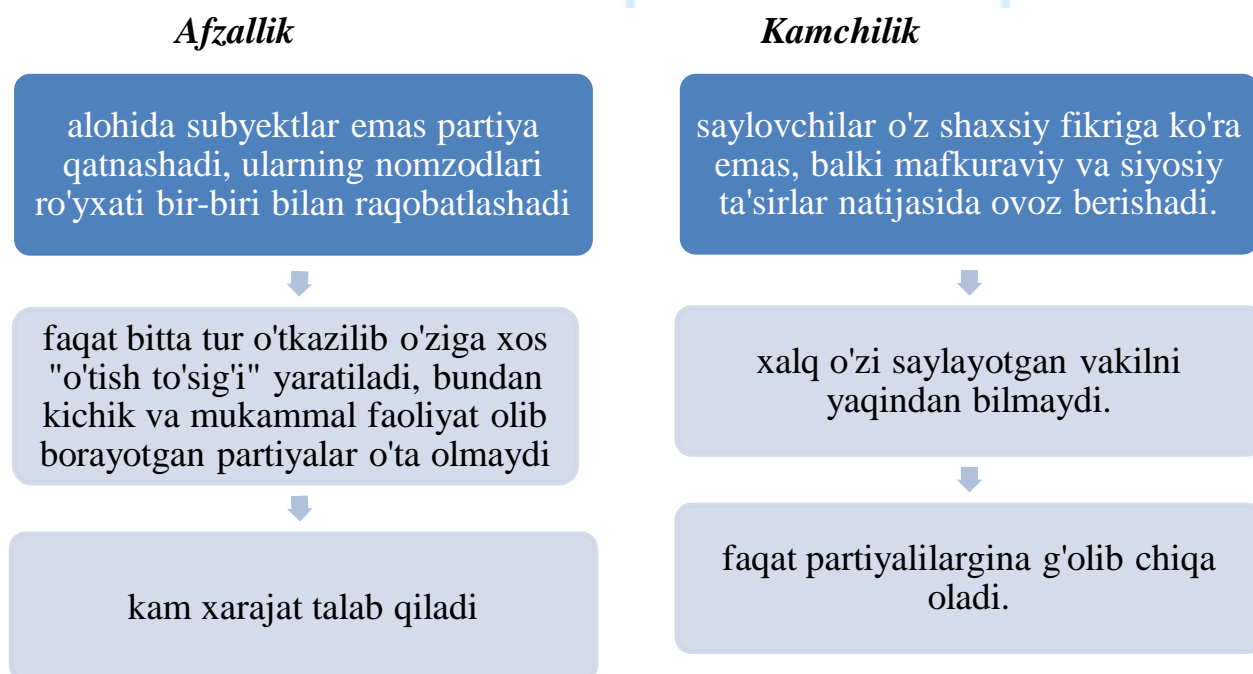 Afzallik
alohida subyektlar emas partiya
qatnashadi, ularning nomzodlari
ro'yxati bir-biri bilan raqobatlashadi
faqat bitta tur o'tkazilib o'ziga xos
"o'tish to'sig'i" yaratiladi, bundan
kichik va mukammal faoliyat olib
borayotgan partiyalar o'ta olmaydi
kam xarajat talab qiladi
Kamchilik
saylovchilar o'z shaxsiy fikriga ko'ra
emas, balki mafkuraviy va siyosiy
ta'sirlar natijasida ovoz berishadi.
xalq o'zi saylayotgan vakilni
yaqindan bilmaydi.
faqat partiyalilargina g'olib chiqa
oladi.